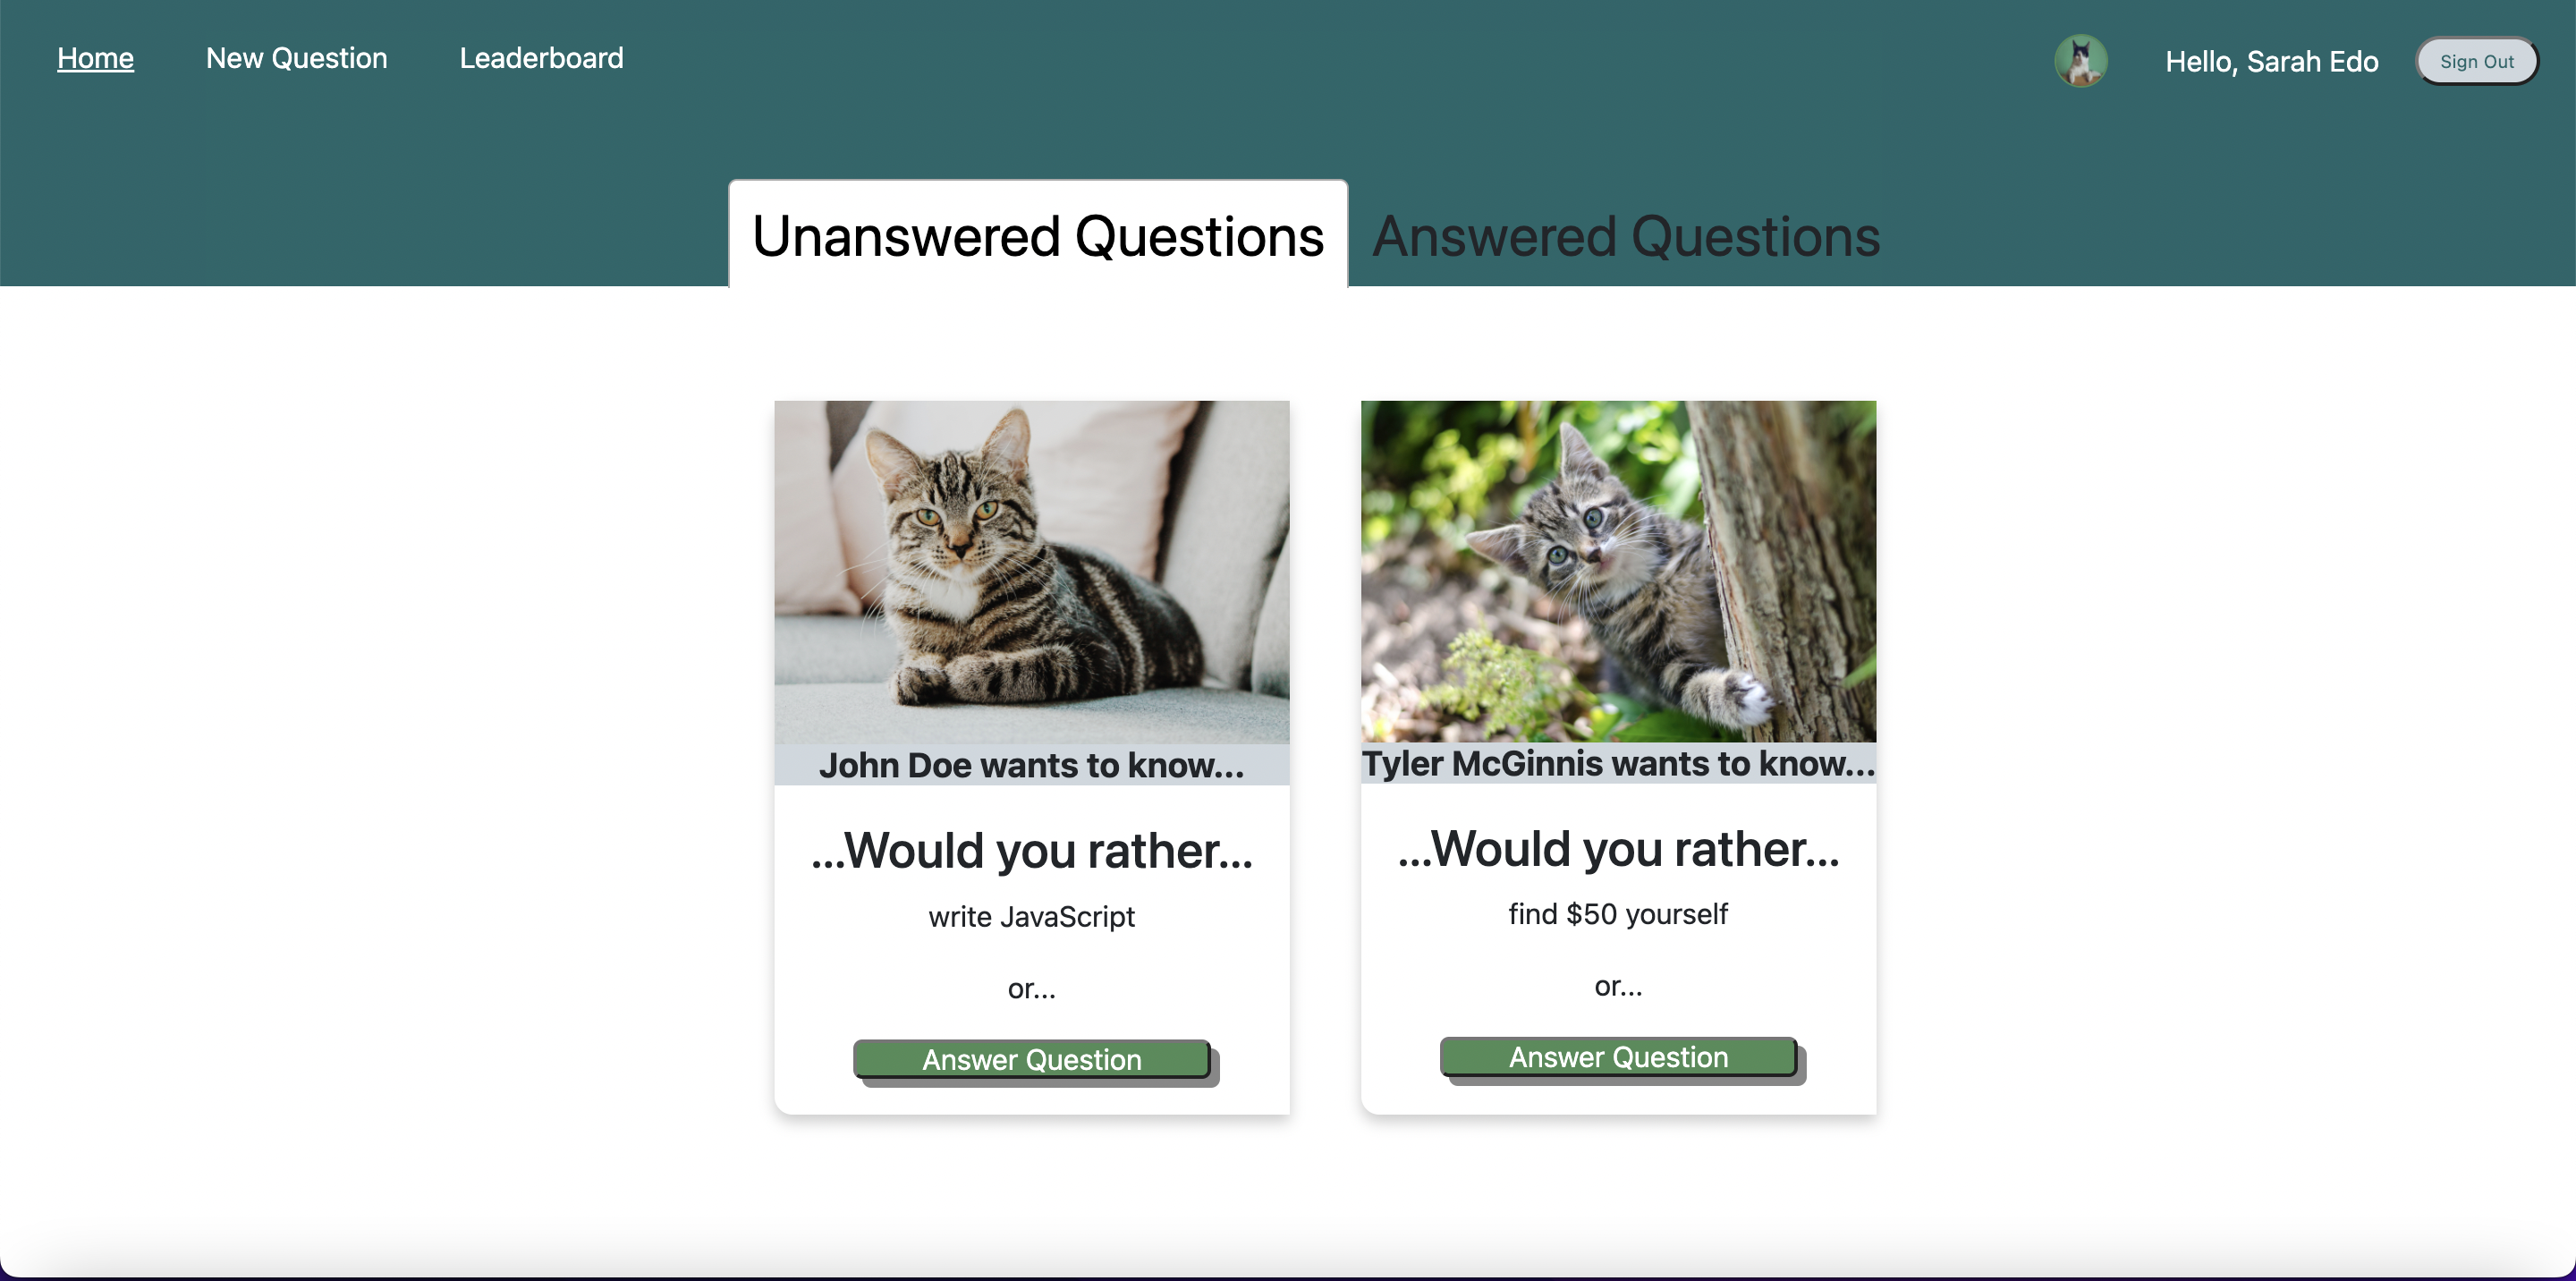 Home New Question Leaderboard Hello, Sarah Edo Sign Out
Unanswered Questions Answered Questions
John Doe wants to know...
...Would you rather...
write JavaScript
or...
Answer Question
Tyler McGinnis wants to know...
...Would you rather...
find $50 yourself
or...
Answer Question